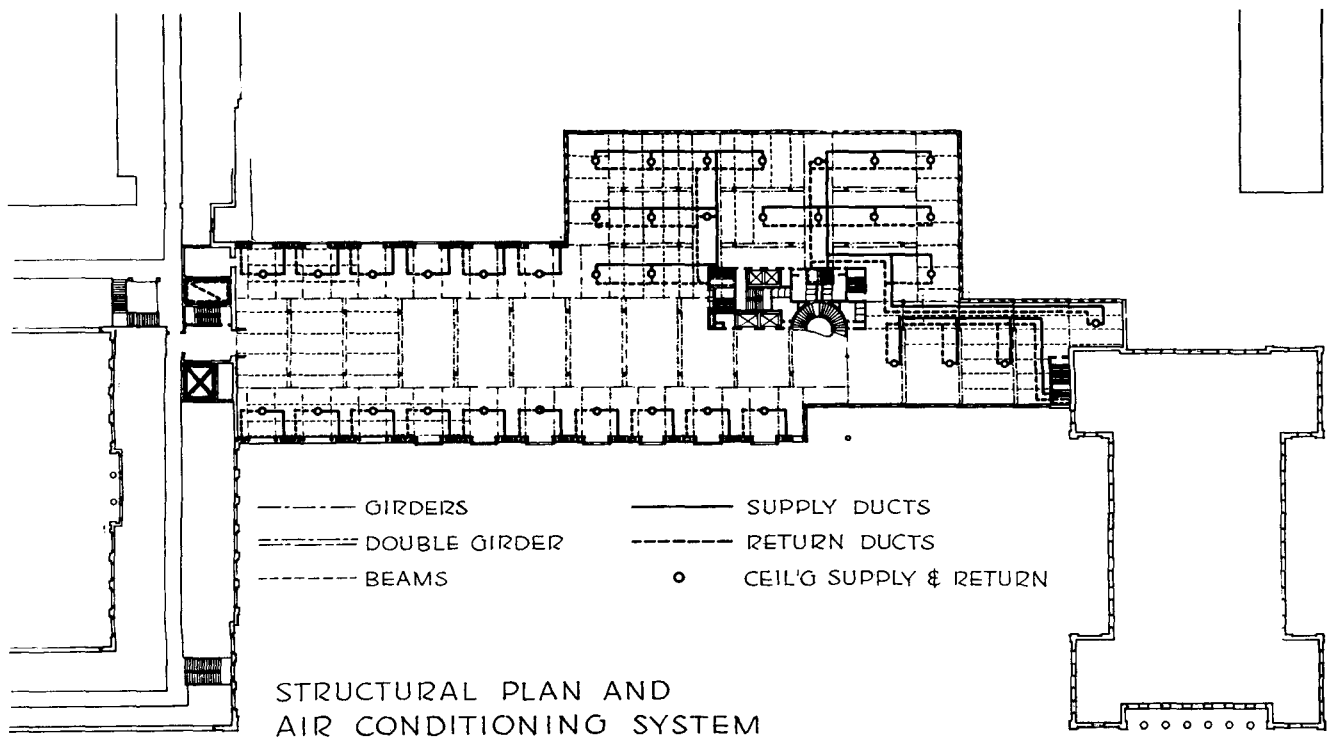 GIRDERS
DOUBLE GIRDER
BEAMS
SUPPLY DUCTS
RETURN DUCTS
CEIL'G SUPPLY & RETURN
STRUCTURAL PLAN AND
AIR CONDITIONING SYSTEM